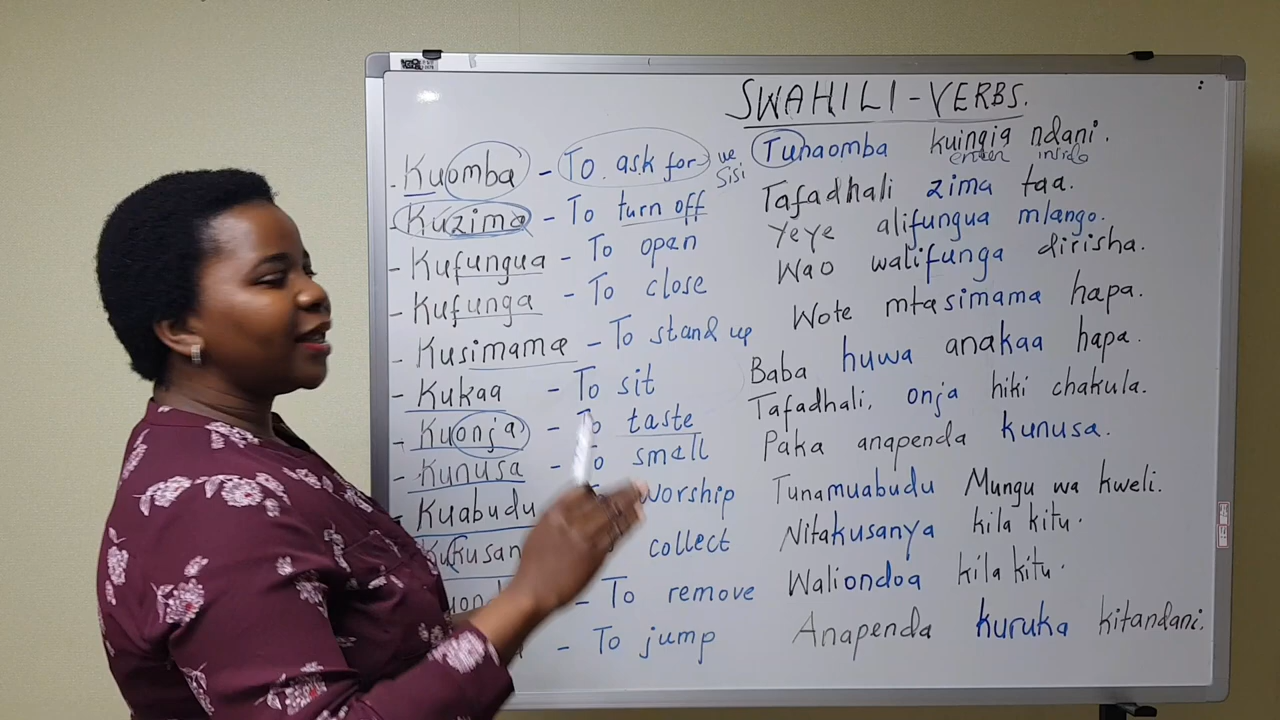 SWAHILI-VERBS.
- Kuomba - To ask for we Sisi Tunaomba kuingia ndani.
enter inside
- Kuzima - To turn off Tafadhali zima taa.
- Kufungua - To open Yeye alifungua mlango.
- Kufunga - To close Wao walifunga dirisha.
- Kusimama - To stand up Wote mtasimama hapa.
- Kukaa - To sit Baba huwa anakaa hapa.
- Kuonja - To taste Tafadhali, onja hiki chakula.
- Kunusa - To smell Paka anapenda kunusa.
- Kuabudu worship Tunamuabudu Mungu wa kweli.
collect Nitakusanya kila kitu.
- To remove Waliondoa kila kitu.
- To jump Anapenda kuruka kitandani.